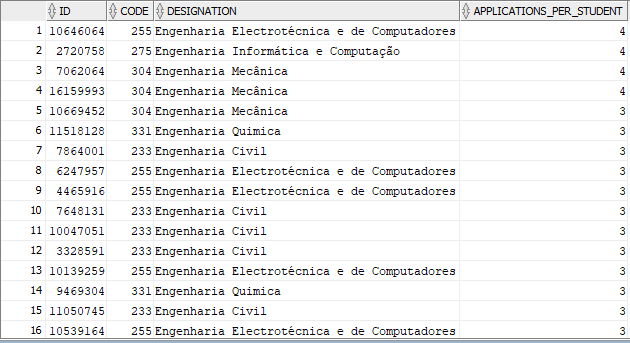 ID CODE DESIGNATION APPLICATIONS_PER_STUDENT
1 10646064 255 Engenharia Electrotécnica e de Computadores 4
2 2720758 275 Engenharia Informática e Computação 4
3 7062064 304 Engenharia Mecânica 4
4 16159993 304 Engenharia Mecânica 4
5 10669452 304 Engenharia Mecânica 3
6 11518128 331 Engenharia Quimica 3
7 7864001 233 Engenharia Civil 3
8 6247957 255 Engenharia Electrotécnica e de Computadores 3
9 4465916 255 Engenharia Electrotécnica e de Computadores 3
10 7648131 233 Engenharia Civil 3
11 10047051 233 Engenharia Civil 3
12 3328591 233 Engenharia Civil 3
13 10139259 255 Engenharia Electrotécnica e de Computadores 3
14 9469304 331 Engenharia Quimica 3
15 11050745 233 Engenharia Civil 3
16 10539164 255 Engenharia Electrotécnica e de Computadores 3